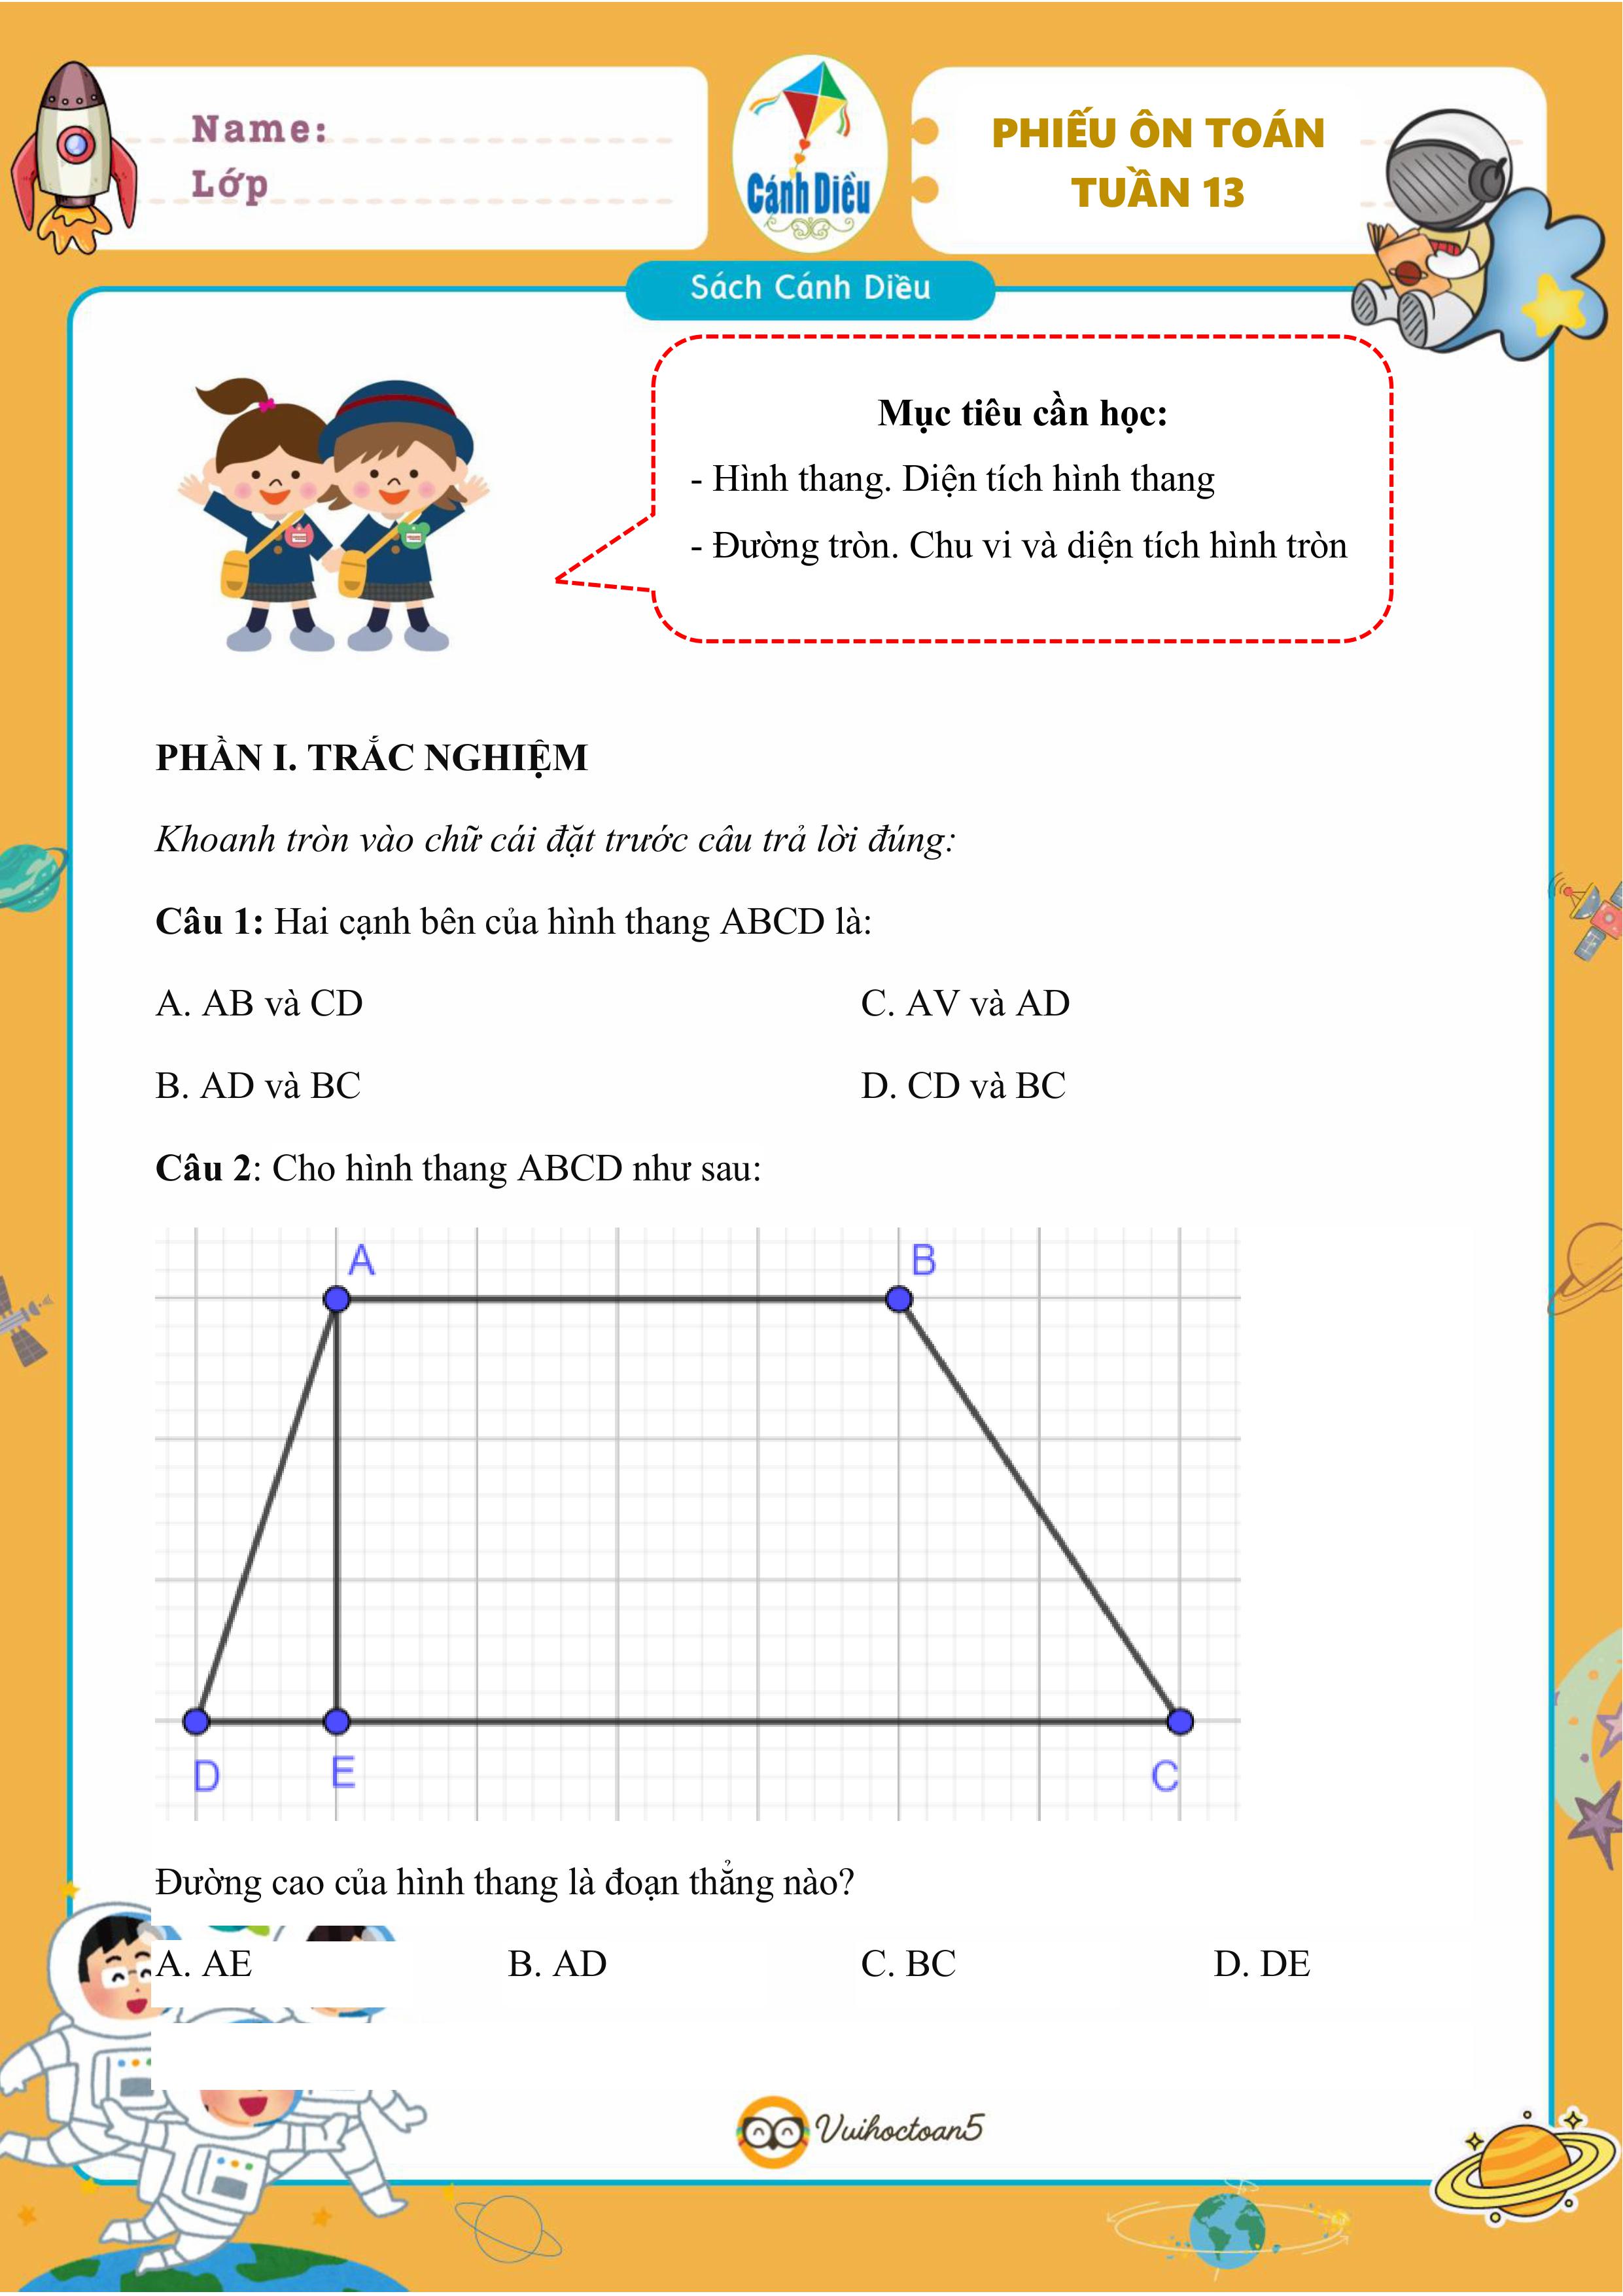 Name:
Lớp
Cánh Diều
PHIẾU ÔN TOÁN
TUẦN 13
Sách Cánh Diều
Mục tiêu cần học:
- Hình thang. Diện tích hình thang
- Đường tròn. Chu vi và diện tích hình tròn
PHẦN I. TRẮC NGHIỆM
Khoanh tròn vào chữ cái đặt trước câu trả lời đúng:
Câu 1: Hai cạnh bên của hình thang ABCD là:
A. AB và CD C. AV và AD
B. AD và BC D. CD và BC
Câu 2: Cho hình thang ABCD như sau:
A B
D E C
Đường cao của hình thang là đoạn thẳng nào?
A. AE B. AD C. BC D. DE
Vuihoctoan5